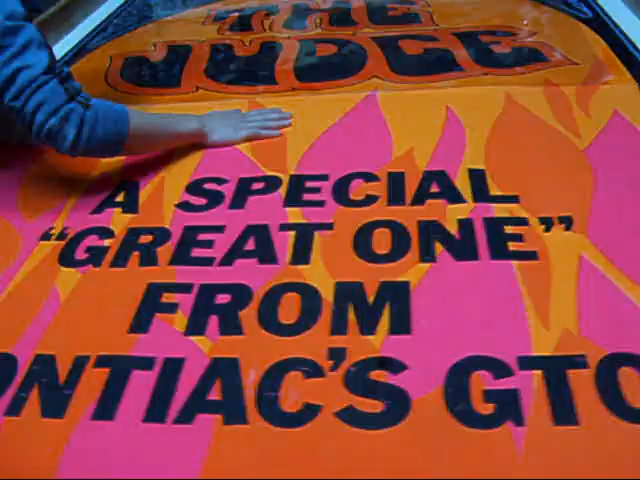 THE
JUDGE
A SPECIAL
"GREAT ONE"
FROM
ONTIAC'S GTO